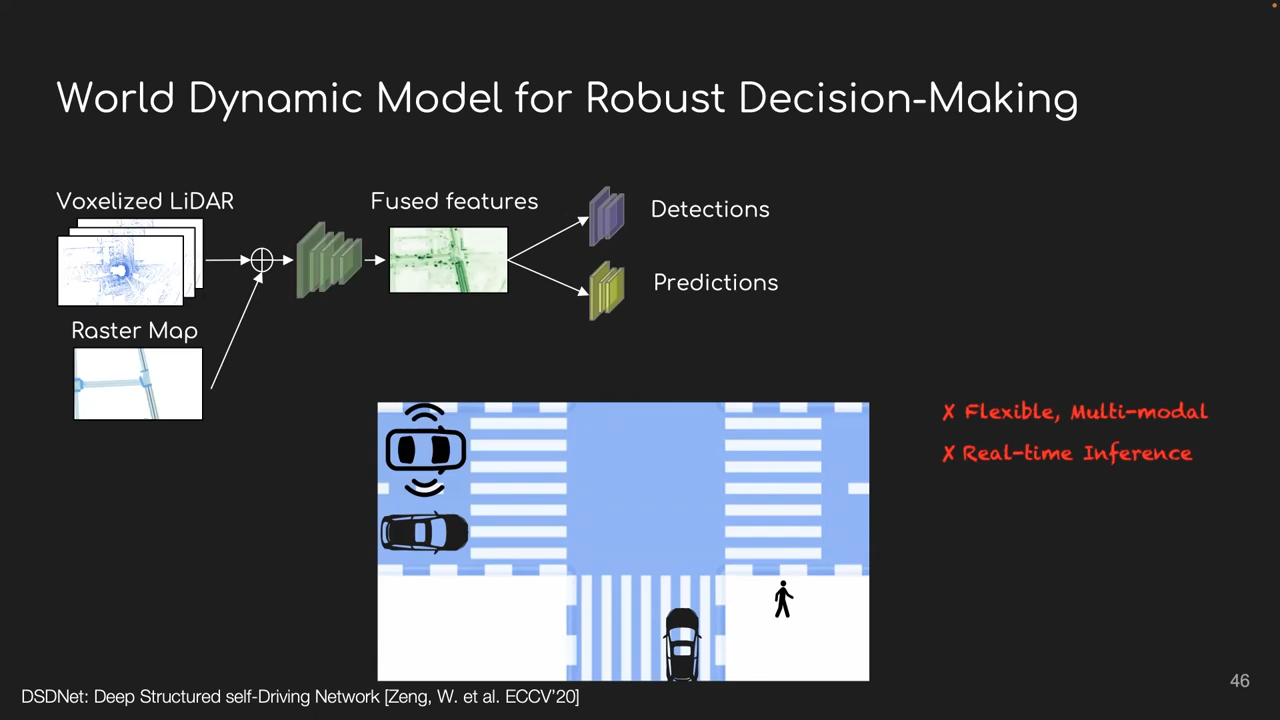 World Dynamic Model for Robust Decision-Making
Voxelized LiDAR
Fused features
Detections
Predictions
Raster Map
✗ Flexible, Multi-modal
✗ Real-time Inference
DSDNet: Deep Structured self-Driving Network [Zeng, W. et al. ECCV'20]
46